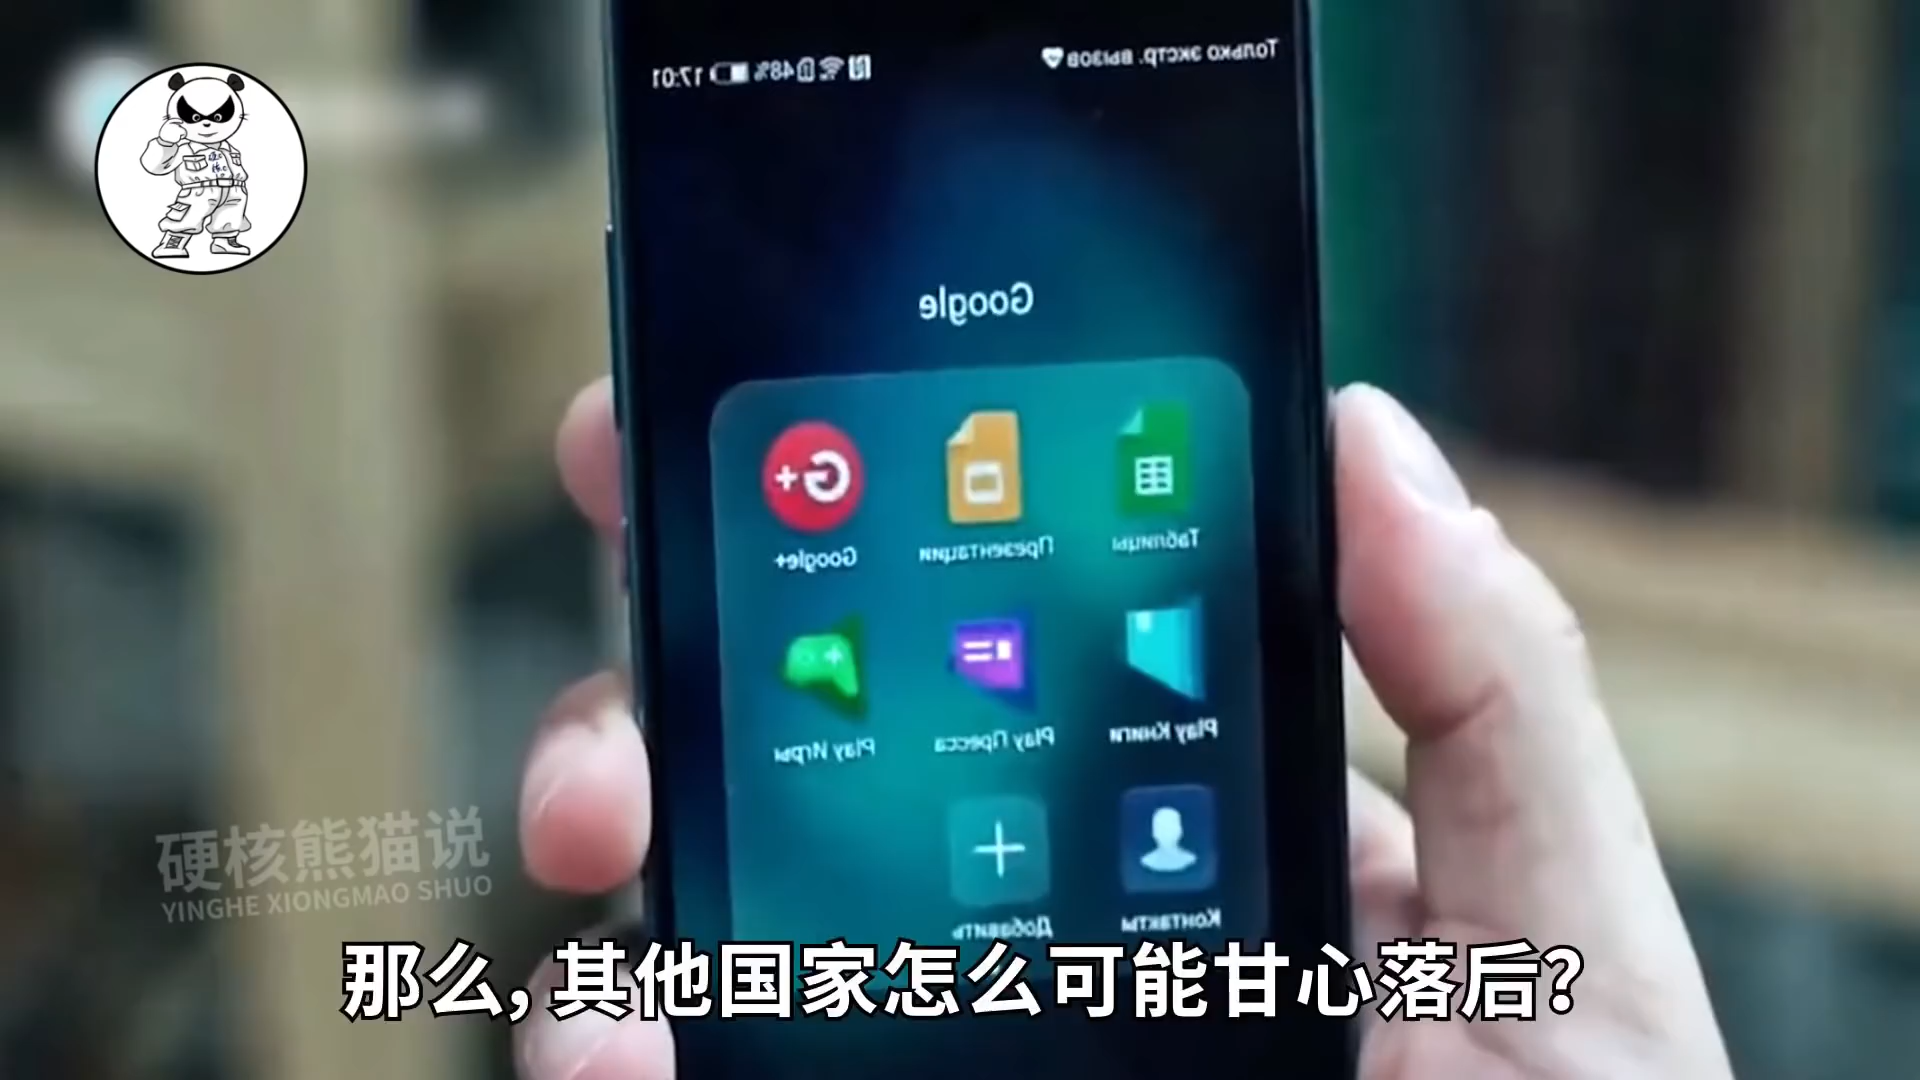 Только экстр. вызов
48% 17:01
Google
Таблицы Презентации Google+
Play Книги Play Пресса Play Игры
Контакты Добавить
硬核熊猫说
YINGHE XIONGMAO SHUO
那么,其他国家怎么可能甘心落后?